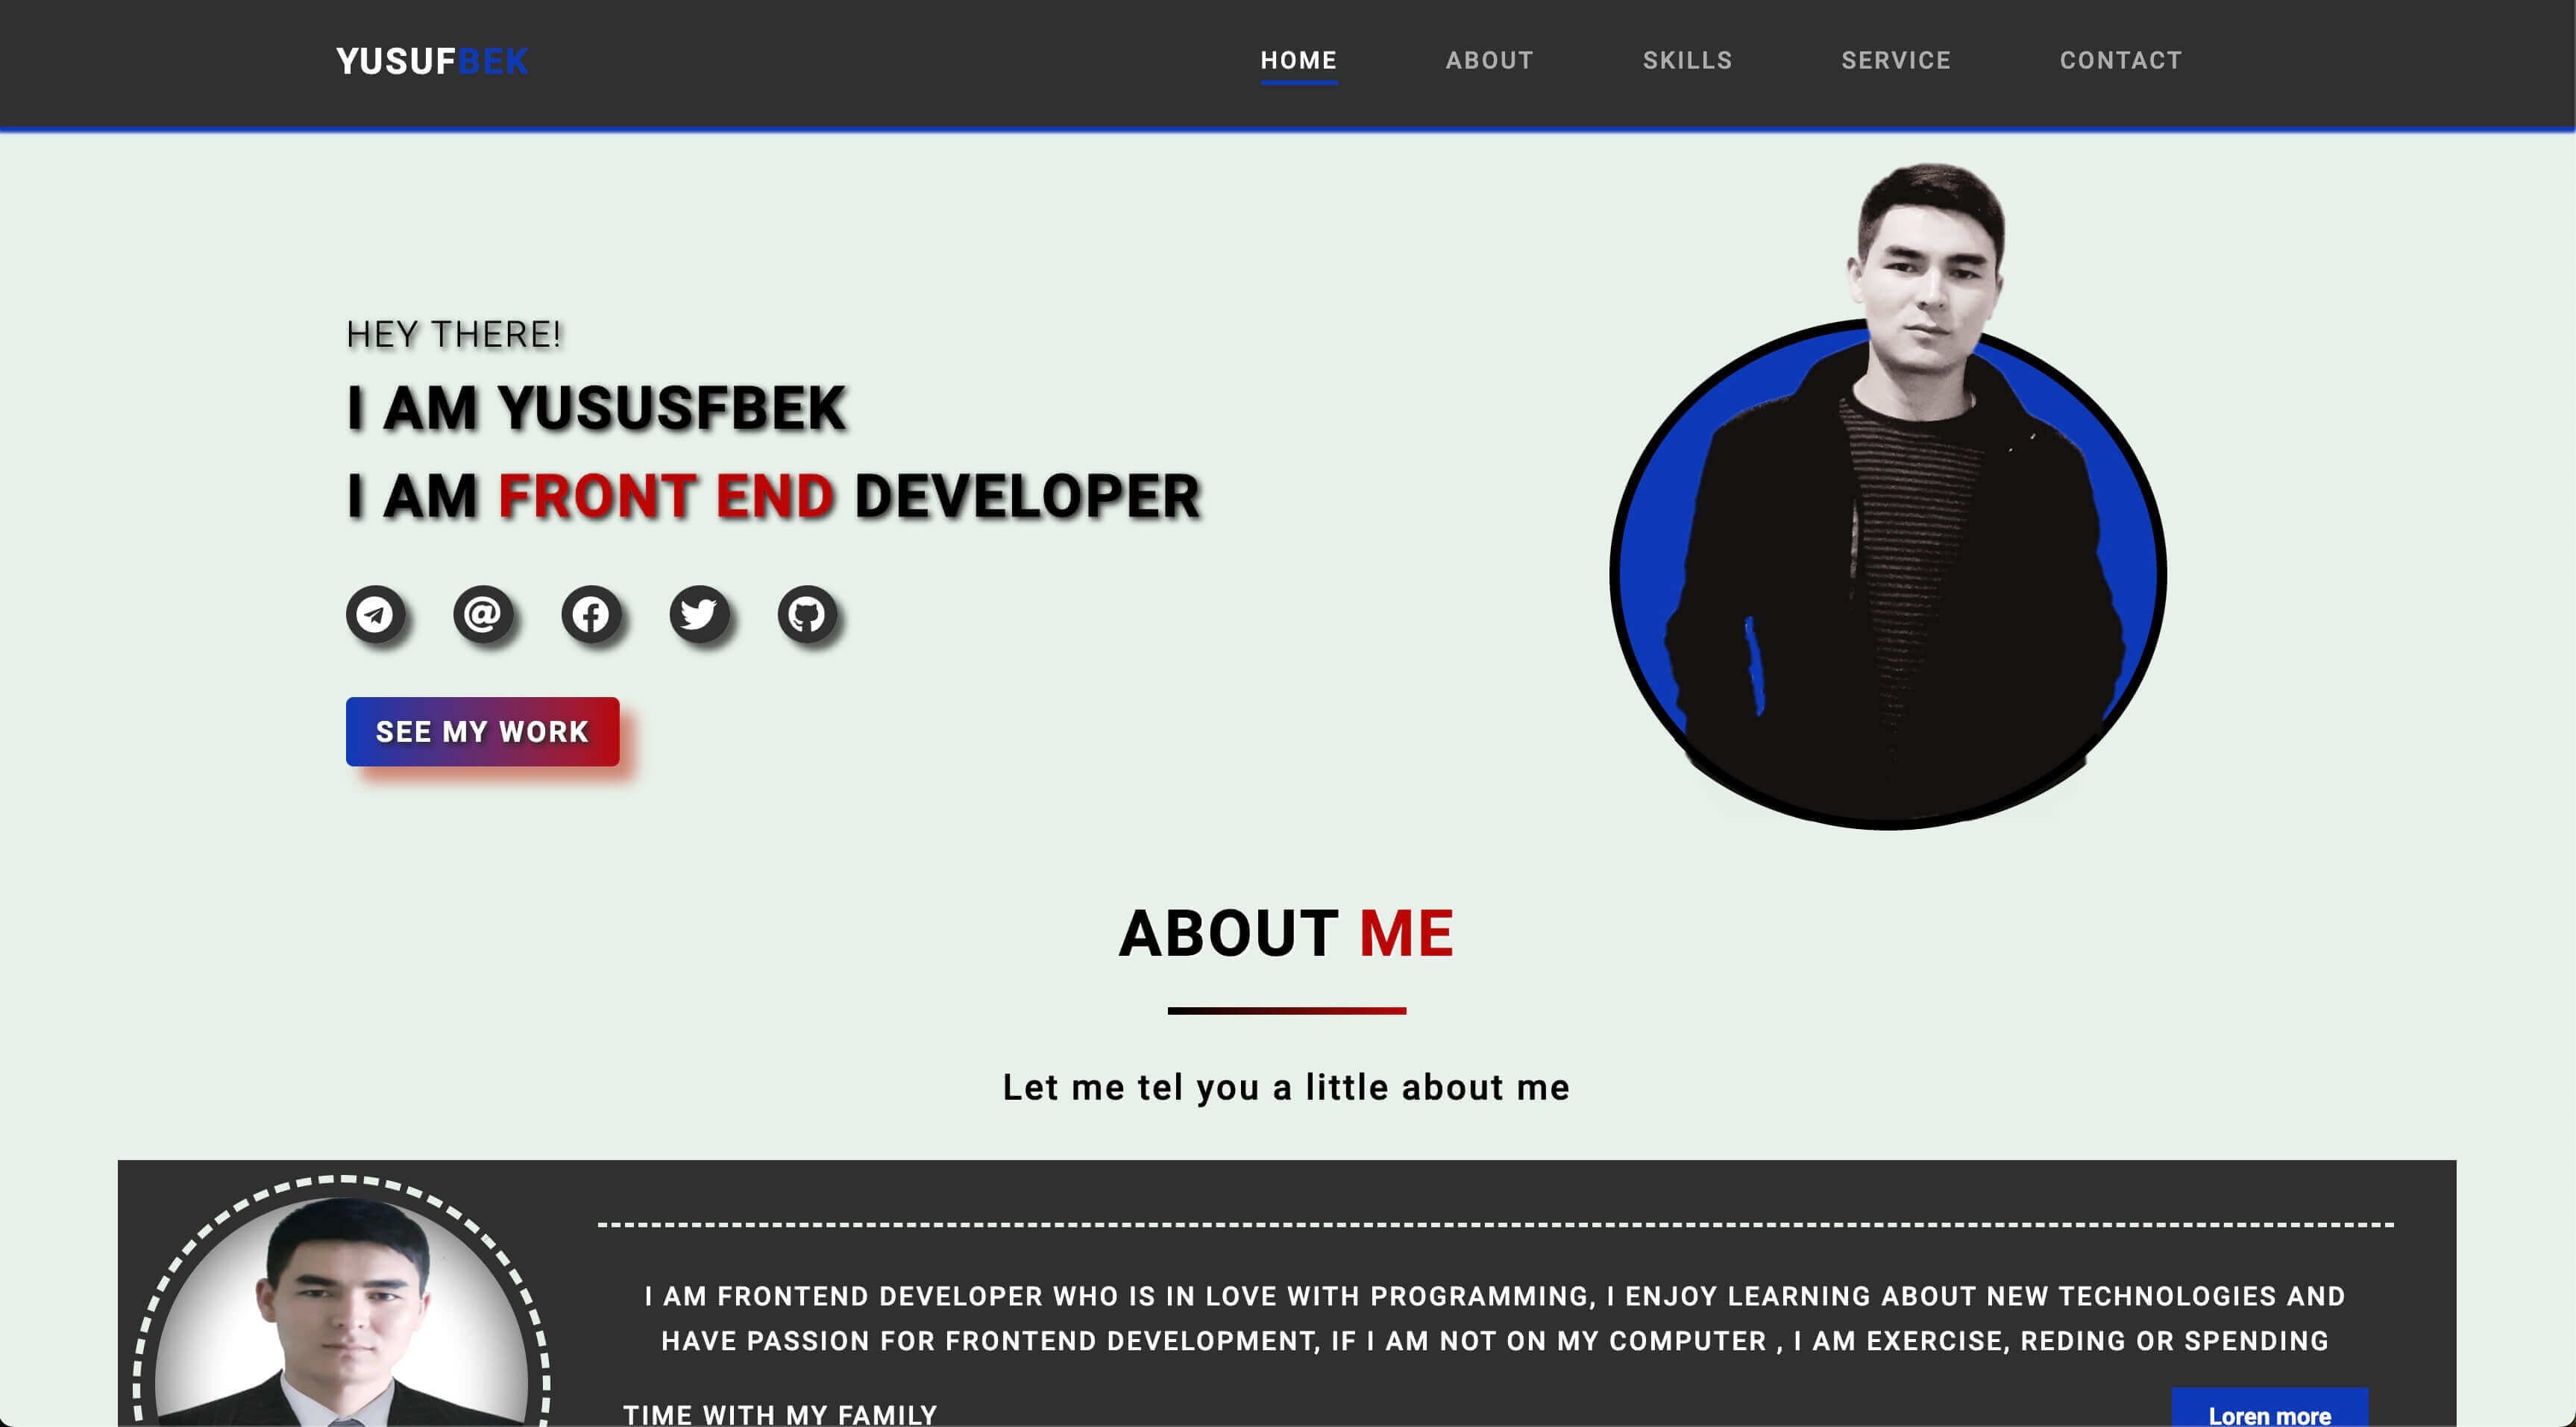 YUSUFBEK
HOME ABOUT SKILLS SERVICE CONTACT
HEY THERE!
I AM YUSUSFBEK
I AM FRONT END DEVELOPER
SEE MY WORK
ABOUT ME
Let me tel you a little about me
I AM FRONTEND DEVELOPER WHO IS IN LOVE WITH PROGRAMMING, I ENJOY LEARNING ABOUT NEW TECHNOLOGIES AND
HAVE PASSION FOR FRONTEND DEVELOPMENT, IF I AM NOT ON MY COMPUTER , I AM EXERCISE, REDING OR SPENDING
TIME WITH MY FAMILY
Loren more